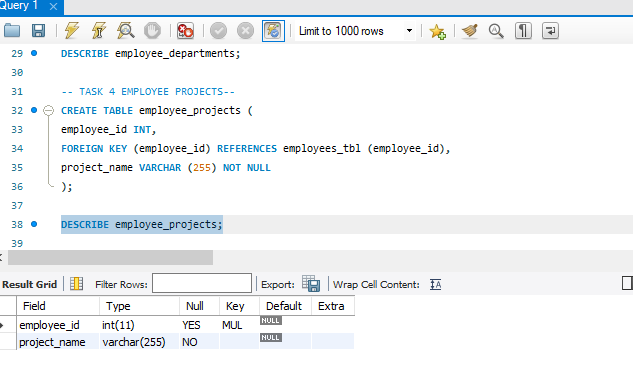 Query 1
Limit to 1000 rows
29 DESCRIBE employee_departments;
30
31 -- TASK 4 EMPLOYEE PROJECTS--
32 CREATE TABLE employee_projects (
33 employee_id INT,
34 FOREIGN KEY (employee_id) REFERENCES employees_tbl (employee_id),
35 project_name VARCHAR (255) NOT NULL
36 );
37
38 DESCRIBE employee_projects;
39
Result Grid Filter Rows: Export: Wrap Cell Content: IA
Field Type Null Key Default Extra
employee_id int(11) YES MUL NULL
project_name varchar(255) NO NULL